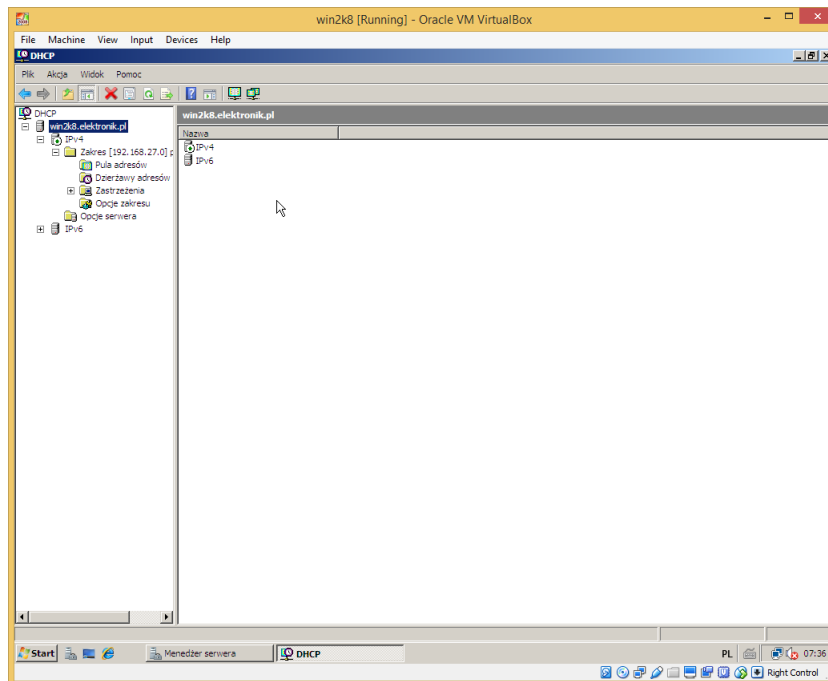 win2k8 [Running] - Oracle VM VirtualBox
File Machine View Input Devices Help
DHCP
Plik Akcja Widok Pomoc
DHCP
win2k8.elektronik.pl
IPv4
Zakres [192.168.27.0] p
Pula adresów
Dzierżawy adresów
Zastrzeżenia
Opcje zakresu
Opcje serwera
IPv6
win2k8.elektronik.pl
Nazwa
IPv4
IPv6
Start
Menedżer serwera
DHCP
PL
07:36
Right Control